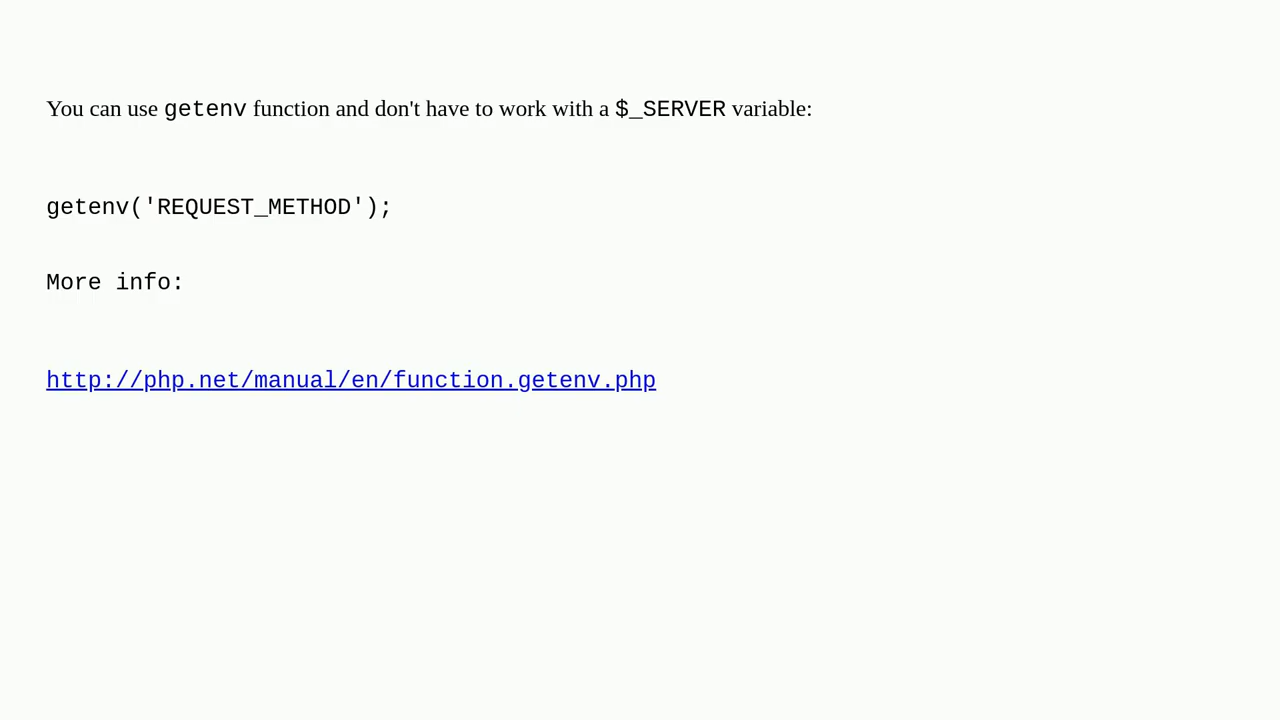 You can use getenv function and don't have to work with a $_SERVER variable:
getenv('REQUEST_METHOD');
More info:
http://php.net/manual/en/function.getenv.php